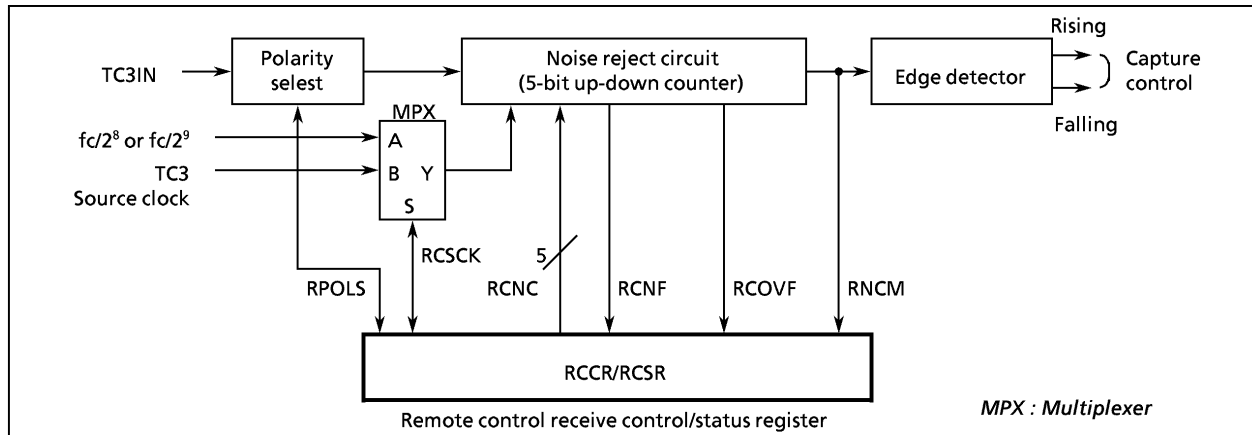 Rising
Polarity
selest
Noise reject circuit
(5-bit up-down counter)
TC3IN
Edge detector
Capture
control
MPX
Falling
fc/2⁸ or fc/2⁹
A
TC3
B Y
Source clock
S
RCSCK
5
RPOLS
RCNC
RCNF
RCOVF
RNCM
RCCR/RCSR
Remote control receive control/status register
MPX : Multiplexer